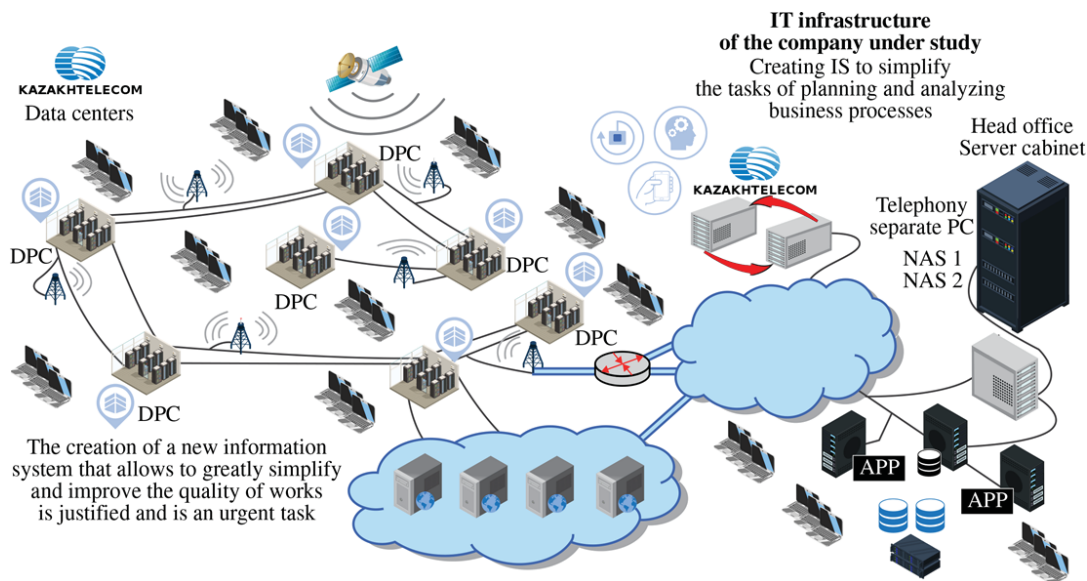 KAZAKHTELECOM
Data centers
IT infrastructure
of the company under study
Creating IS to simplify
the tasks of planning and analyzing
business processes
Head office
Server cabinet
KAZAKHTELECOM
Telephony
separate PC
NAS 1
NAS 2
DPC
DPC
DPC
DPC
DPC
DPC
The creation of a new information
system that allows to greatly simplify
and improve the quality of works
is justified and is an urgent task
APP
APP